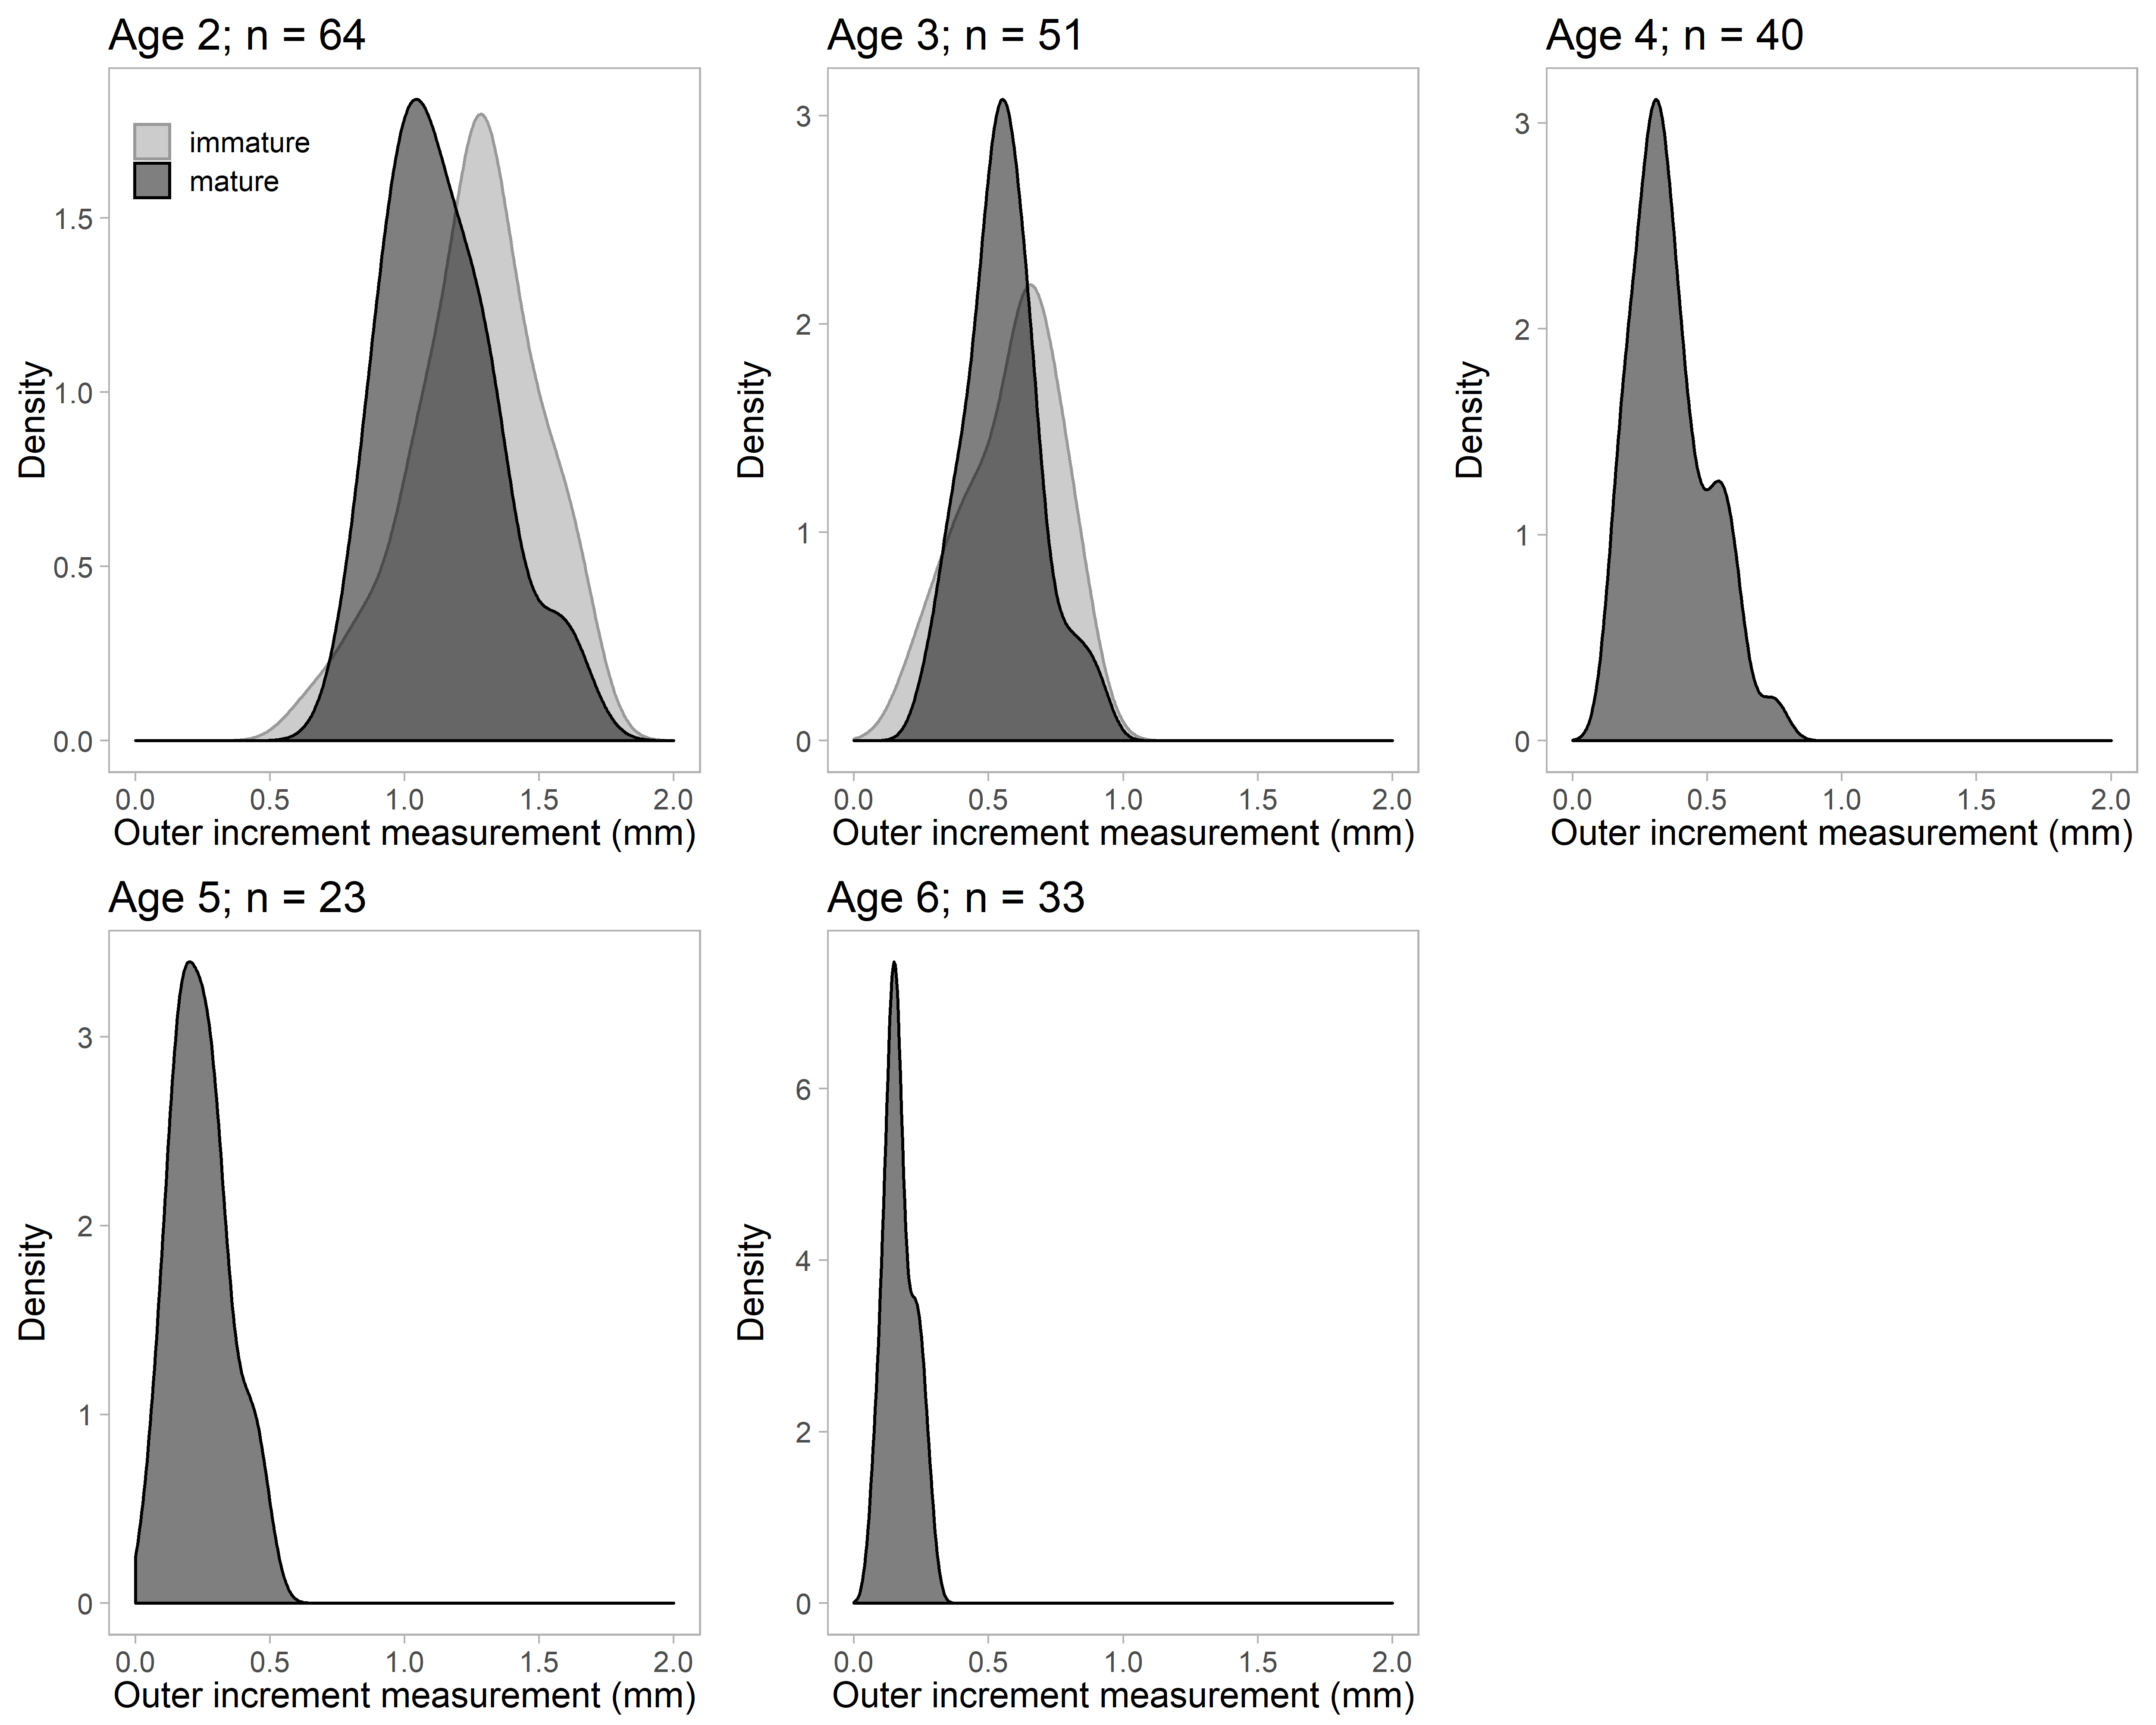 Age 2; n = 64
immature
mature
Density
1.5
1.0
0.5
0.0
0.0 0.5 1.0 1.5 2.0
Outer increment measurement (mm)
Age 3; n = 51
Density
3
2
1
0
0.0 0.5 1.0 1.5 2.0
Outer increment measurement (mm)
Age 4; n = 40
Density
3
2
1
0
0.0 0.5 1.0 1.5 2.0
Outer increment measurement (mm)
Age 5; n = 23
Density
3
2
1
0
0.0 0.5 1.0 1.5 2.0
Outer increment measurement (mm)
Age 6; n = 33
Density
6
4
2
0
0.0 0.5 1.0 1.5 2.0
Outer increment measurement (mm)